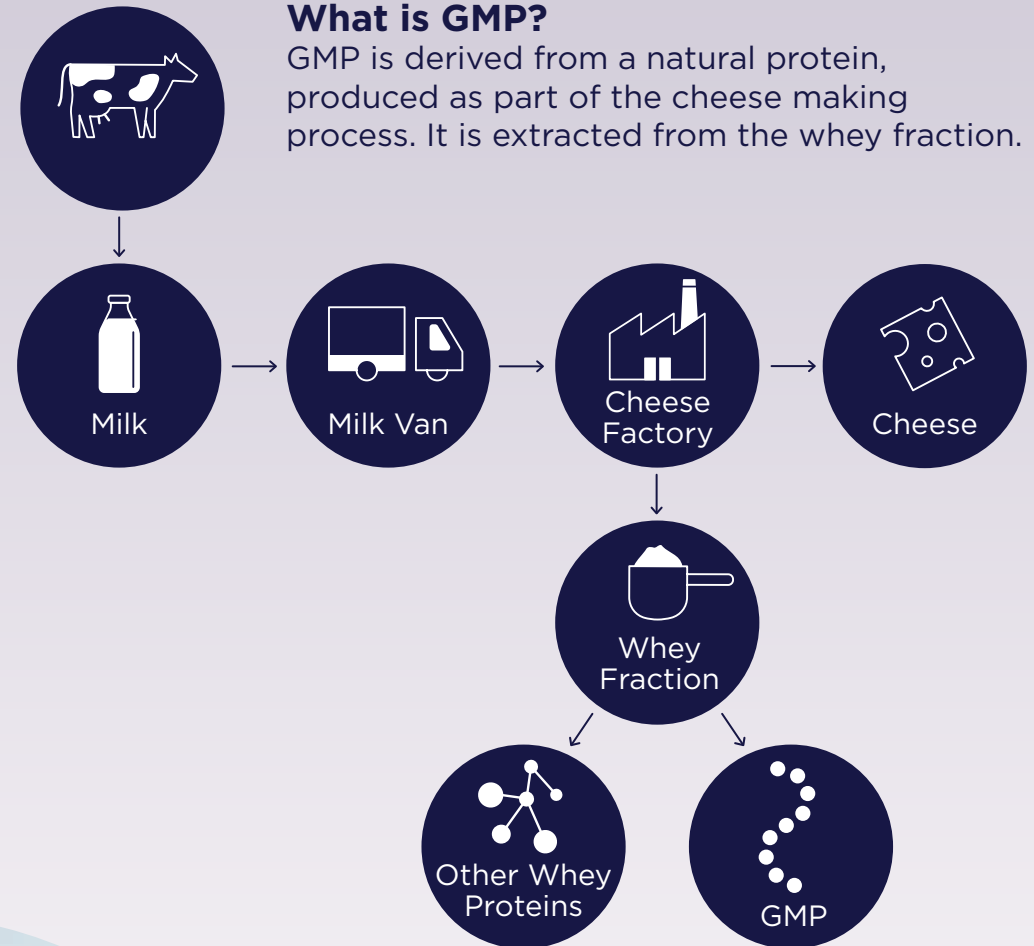 What is GMP?
GMP is derived from a natural protein,
produced as part of the cheese making
process. It is extracted from the whey fraction.
Milk
Milk Van
Cheese
Factory
Cheese
Whey
Fraction
Other Whey
Proteins
GMP